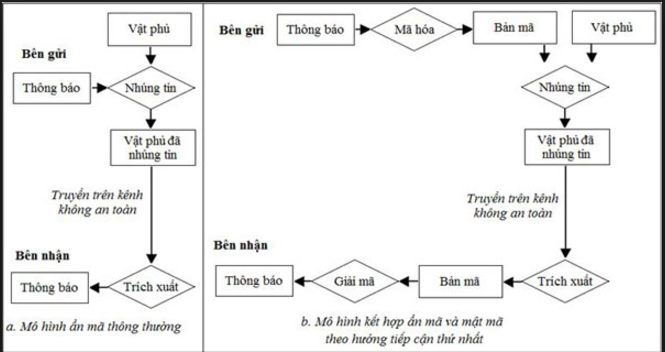 Vật phủ
Bên gửi
Thông báo
Nhúng tin
Vật phủ đã
nhúng tin
Truyền trên kênh
không an toàn
Bên nhận
Thông báo
Trích xuất
a. Mô hình ẩn mã thông thường
Bên gửi
Thông báo
Mã hóa
Bản mã
Vật phủ
Nhúng tin
Vật phủ đã
nhúng tin
Truyền trên kênh
không an toàn
Bên nhận
Thông báo
Giải mã
Bản mã
Trích xuất
b. Mô hình kết hợp ẩn mã và mật mã
theo hướng tiếp cận thứ nhất